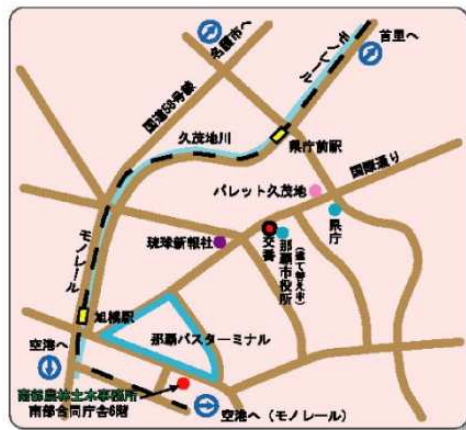 名護市へ
首里へ
モノレール
国道58号線
久茂地川
県庁前駅
国際通り
パレット久茂地
県庁
琉球新報社
交番
那覇市役所
(建て替え中)
モノレール
旭橋駅
那覇バスターミナル
空港へ
南部農林土木事務所
南部合同庁舎6階
空港へ(モノレール)